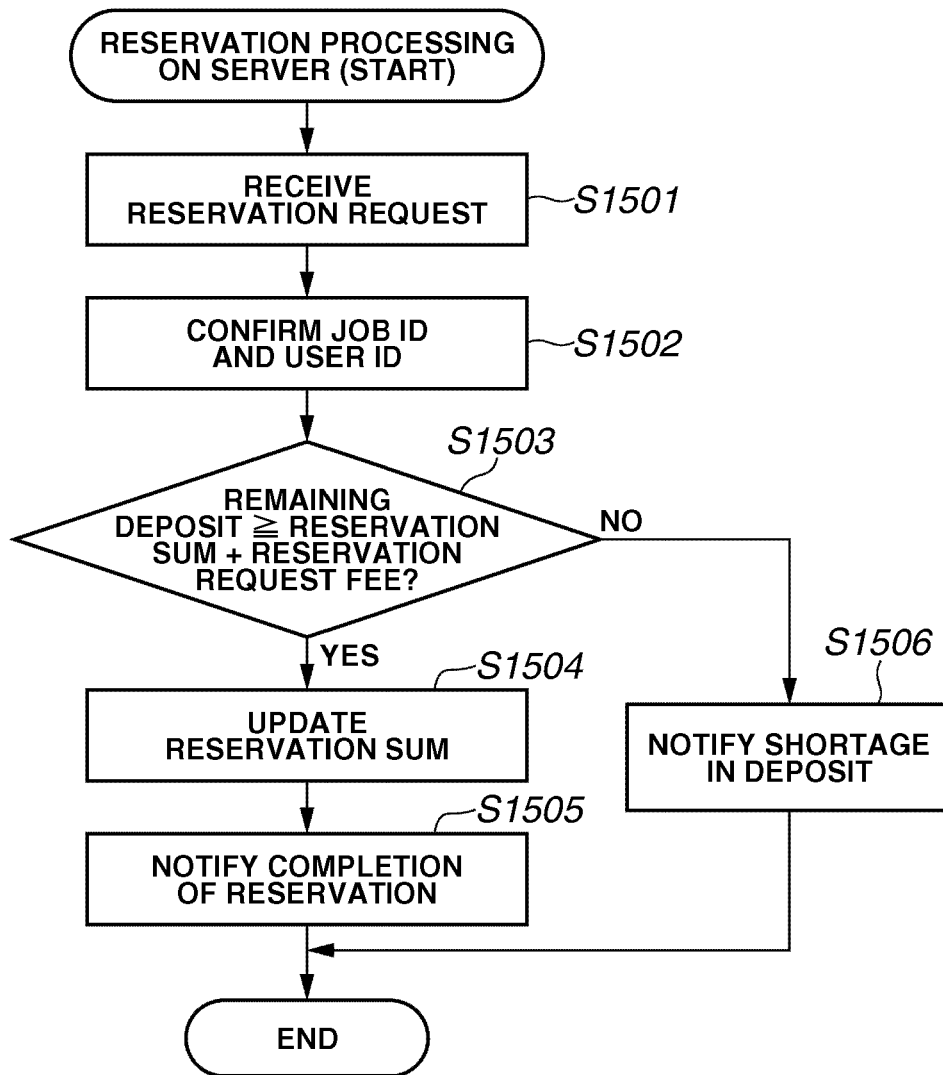 RESERVATION PROCESSING
ON SERVER (START)
RECEIVE
RESERVATION REQUEST
S1501
CONFIRM JOB ID
AND USER ID
S1502
S1503
REMAINING
DEPOSIT ≧ RESERVATION
SUM + RESERVATION
REQUEST FEE?
NO
YES
S1504
UPDATE
RESERVATION SUM
S1506
NOTIFY SHORTAGE
IN DEPOSIT
S1505
NOTIFY COMPLETION
OF RESERVATION
END